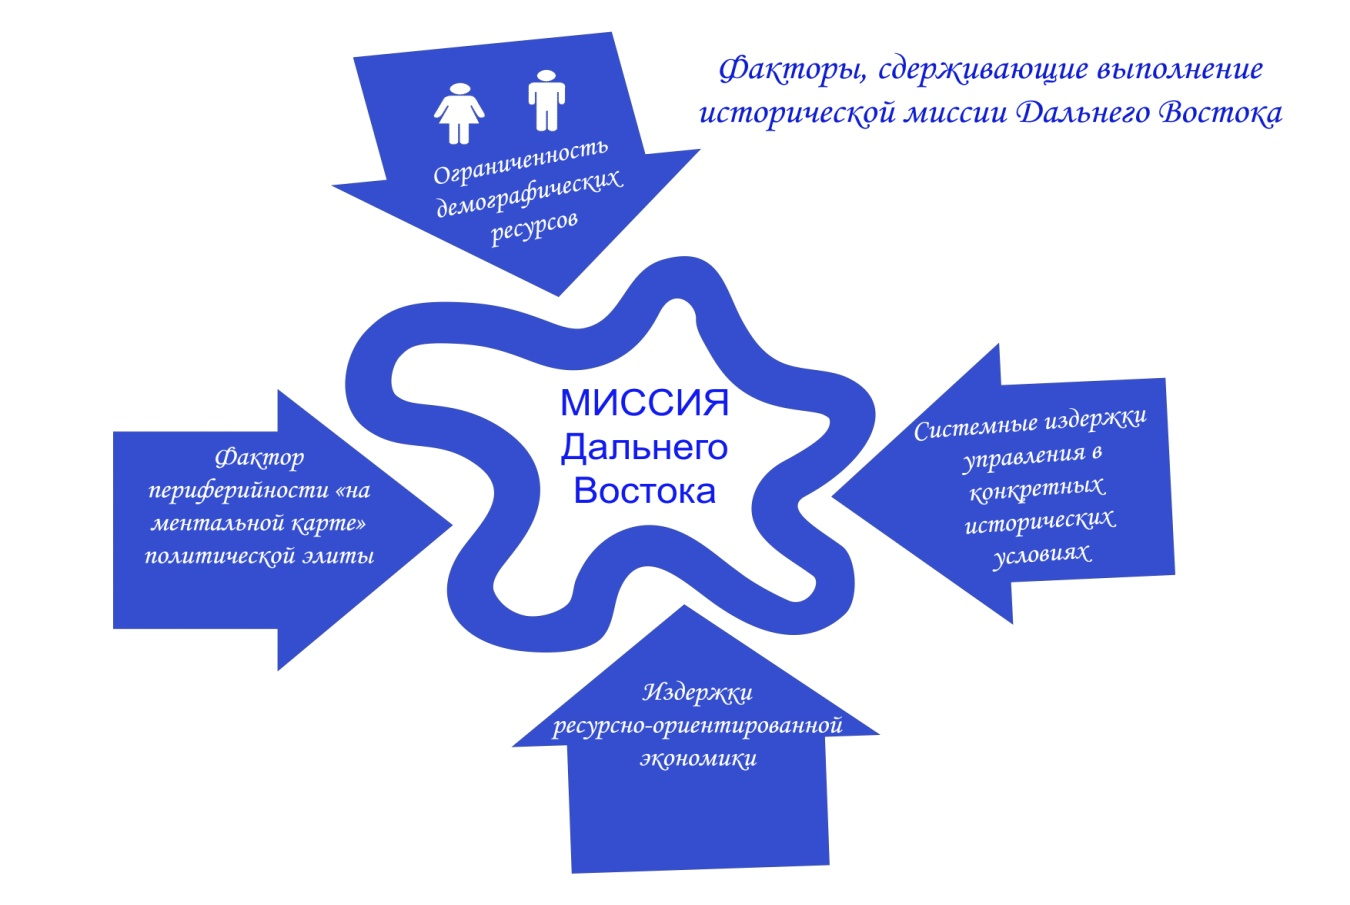 Факторы, сдерживающие выполнение
исторической миссии Дальнего Востока
Ограниченность
демографических
ресурсов
МИССИЯ
Дальнего
Востока
Фактор
периферийности «на
ментальной карте»
политической элиты
Системные издержки
управления в
конкретных
исторических
условиях
Издержки
ресурсно-ориентированной
экономики